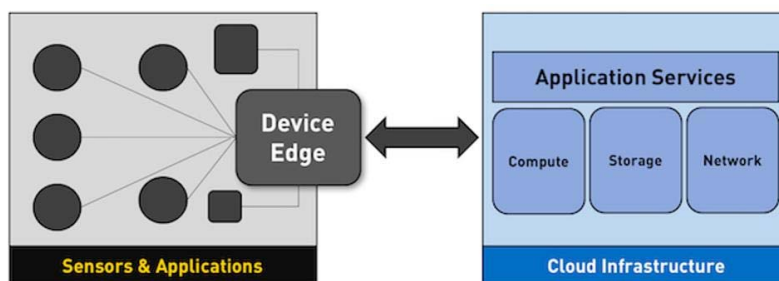 Device
Edge
Sensors & Applications
Application Services
Compute
Storage
Network
Cloud Infrastructure